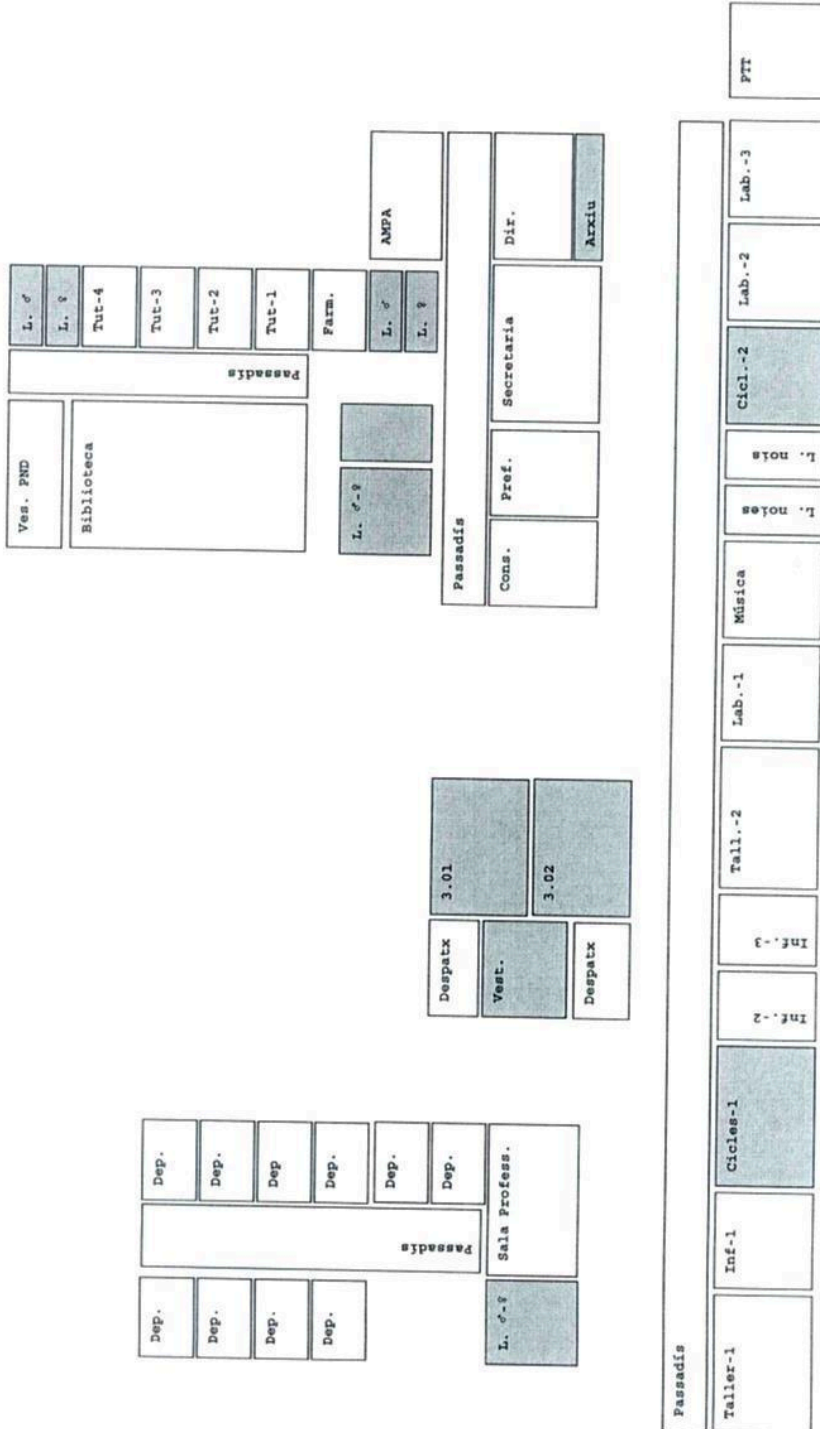 Ves. PND
Biblioteca
Passadís
L. ♂
L. ♀
Tut-4
Tut-3
Tut-2
Tut-1
Farm.
L. ♂
L. ♀
L. ♂-♀
AMPA
Passadís
Cons.
Pref.
Secretaria
Dir.
Arxiu
Despatx
Vest.
Despatx
3.01
3.02
Dep.
Dep.
Dep.
Dep.
Passadís
Dep.
Dep.
Dep
Dep.
Dep.
Dep.
L. ♂-♀
Sala Profess.
Passadís
Taller-1
Inf-1
Cicles-1
Inf.-2
Inf.-3
Tall.-2
Lab.-1
Música
L. noies
L. nois
Cicl.-2
Lab.-2
Lab.-3
PTT